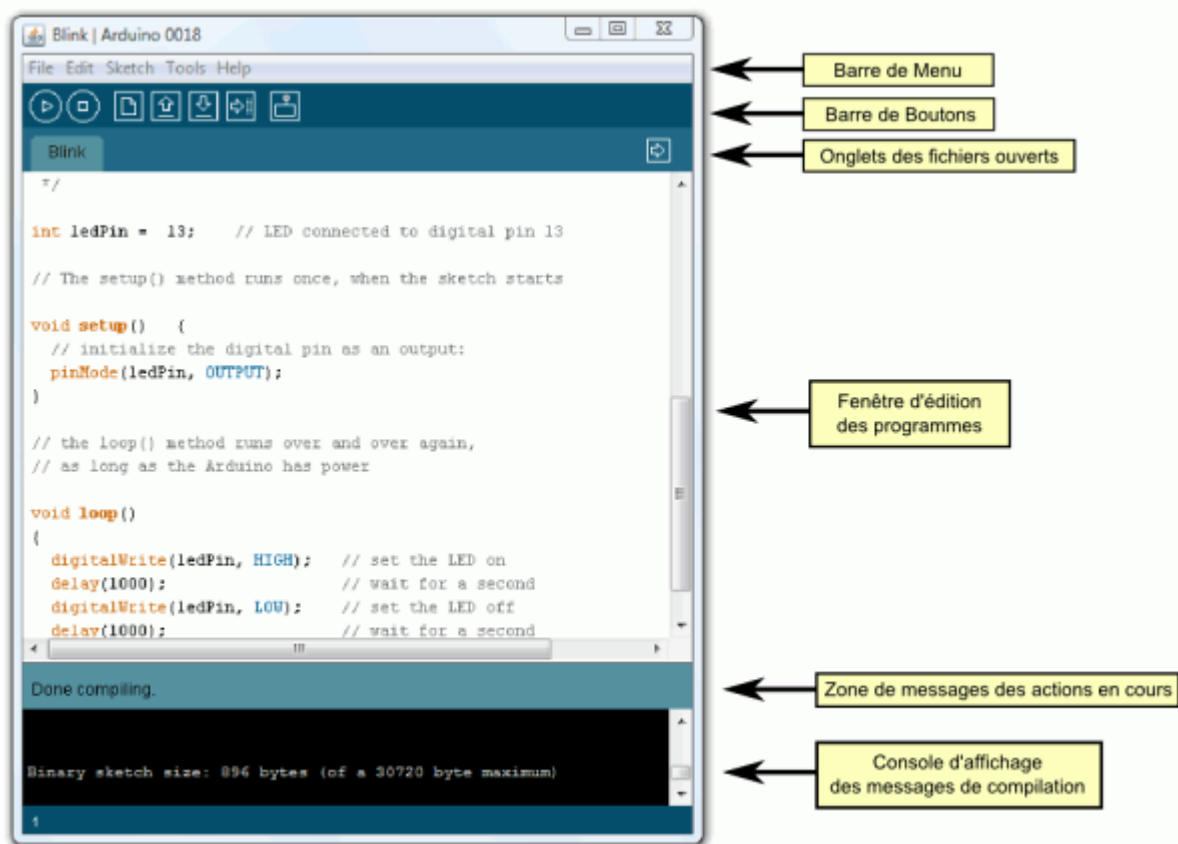 Blink | Arduino 0018
File Edit Sketch Tools Help
Blink
*/
int ledPin =  13;    // LED connected to digital pin 13
// The setup() method runs once, when the sketch starts
void setup()   {
  // initialize the digital pin as an output:
  pinMode(ledPin, OUTPUT);
}
// the loop() method runs over and over again,
// as long as the Arduino has power
void loop()
{
  digitalWrite(ledPin, HIGH);   // set the LED on
  delay(1000);                  // wait for a second
  digitalWrite(ledPin, LOW);    // set the LED off
  delay(1000);                  // wait for a second
Done compiling.
Binary sketch size: 896 bytes (of a 30720 byte maximum)
1
Barre de Menu
Barre de Boutons
Onglets des fichiers ouverts
Fenêtre d'édition
des programmes
Zone de messages des actions en cours
Console d'affichage
des messages de compilation